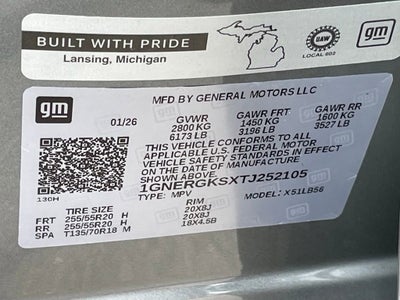 BUILT WITH PRIDE
Lansing, Michigan
UAW
LOCAL 602
gm
gm
MFD BY GENERAL MOTORS LLC
01/26 GVWR GAWR FRT GAWR RR
2800 KG 1450 KG 1600 KG
6173 LB 3196 LB 3527 LB
THIS VEHICLE CONFORMS TO ALL
APPLICABLE U.S. FEDERAL MOTOR
VEHICLE SAFETY STANDARDS IN EFFECT
ON THE DATE OF MANUFACTURE
SHOWN ABOVE.
1GNERGKSXTJ252105
130H TYPE: MPV MODEL: X51LB56
TIRE SIZE RIM
FRT 255/55R20 H 20X8J
RR 255/55R20 H 20X8J
SPA T135/70R18 M 18X4.5B